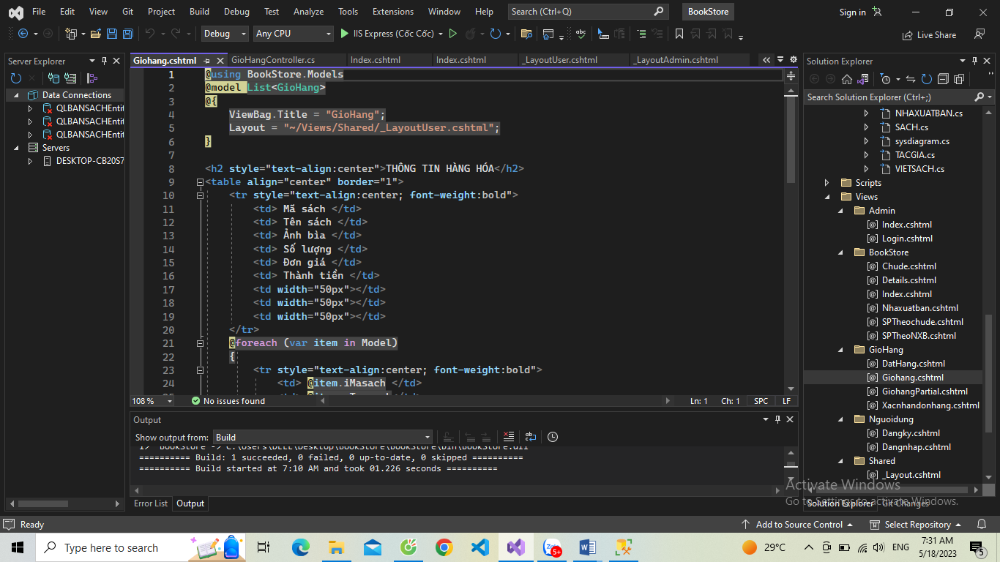 File Edit View Git Project Build Debug Test Analyze Tools Extensions Window Help Search (Ctrl+Q) BookStore Sign in
Debug Any CPU IIS Express (Cốc Cốc) Live Share
Server Explorer
Data Connections
QLBANSACHEntit
QLBANSACHEntit
QLBANSACHEntit
Servers
DESKTOP-CB20S7
Giohang.cshtml GioHangController.cs Index.cshtml Index.cshtml _LayoutUser.cshtml _LayoutAdmin.cshtml
1 @using BookStore.Models
2 @model List<GioHang>
3 @{
4 ViewBag.Title = "GioHang";
5 Layout = "~/Views/Shared/_LayoutUser.cshtml";
6 }
7
8 <h2 style="text-align:center">THÔNG TIN HÀNG HÓA</h2>
9 <table align="center" border="1">
10 <tr style="text-align:center; font-weight:bold">
11 <td> Mã sách </td>
12 <td> Tên sách </td>
13 <td> Ảnh bìa </td>
14 <td> Số lượng </td>
15 <td> Đơn giá </td>
16 <td> Thành tiền </td>
17 <td width="50px"></td>
18 <td width="50px"></td>
19 <td width="50px"></td>
20 </tr>
21 @foreach (var item in Model)
22 {
23 <tr style="text-align:center; font-weight:bold">
24 <td> @item.iMasach </td>
108 % No issues found Ln: 1 Ch: 1 SPC LF
Output
Show output from: Build
1> BookStore -> C:\Users\DELL\Desktop\BookStore\BookStore\bin\BookStore.dll
========== Build: 1 succeeded, 0 failed, 0 up-to-date, 0 skipped ==========
========== Build started at 7:10 AM and took 01.226 seconds ==========
Error List Output
Solution Explorer
Search Solution Explorer (Ctrl+;)
NHAXUATBAN.cs
SACH.cs
sysdiagram.cs
TACGIA.cs
VIETSACH.cs
Scripts
Views
Admin
Index.cshtml
Login.cshtml
BookStore
Chude.cshtml
Details.cshtml
Index.cshtml
Nhaxuatban.cshtml
SPTheochude.cshtml
SPTheoNXB.cshtml
GioHang
DatHang.cshtml
Giohang.cshtml
GiohangPartial.cshtml
Xacnhandonhang.cshtml
Nguoidung
Dangky.cshtml
Dangnhap.cshtml
Shared
_Layout.cshtml
Activate Windows
Go to Settings to activate Windows.
Solution Explorer Git Changes
Ready Add to Source Control Select Repository
Type here to search 5+ 29°C ENG 7:31 AM
5/18/2023 5